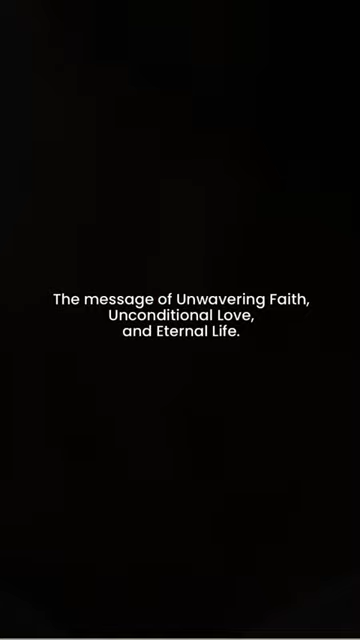 The message of Unwavering Faith,
Unconditional Love,
and Eternal Life.